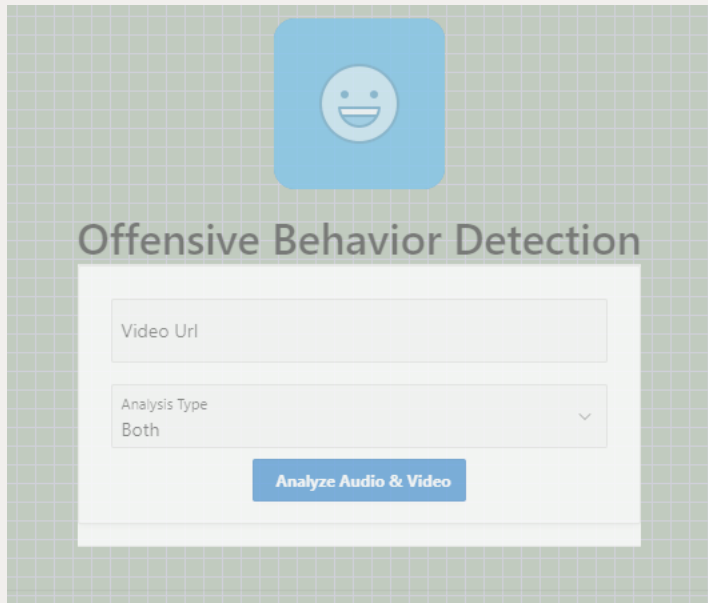 Offensive Behavior Detection
Video Url
Analysis Type
Both
Analyze Audio & Video